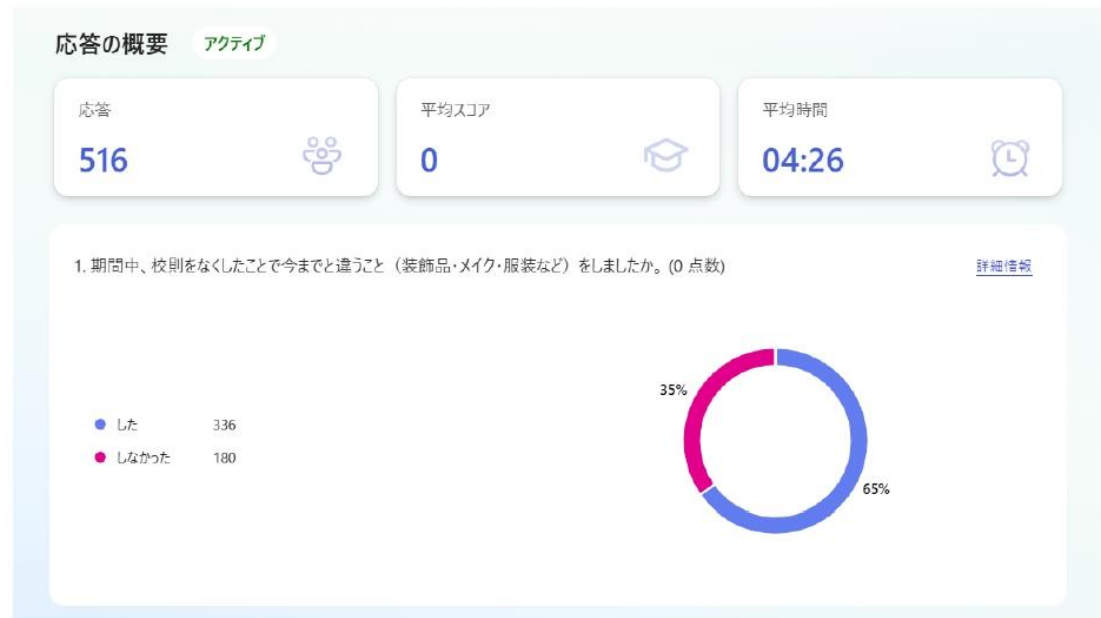 応答の概要 アクティブ
応答
516
平均スコア
0
平均時間
04:26
1. 期間中、校則をなくしたことで今までと違うこと（装飾品・メイク・服装など）をしましたか。(0 点数)
詳細情報
した 336
しなかった 180
35%
65%